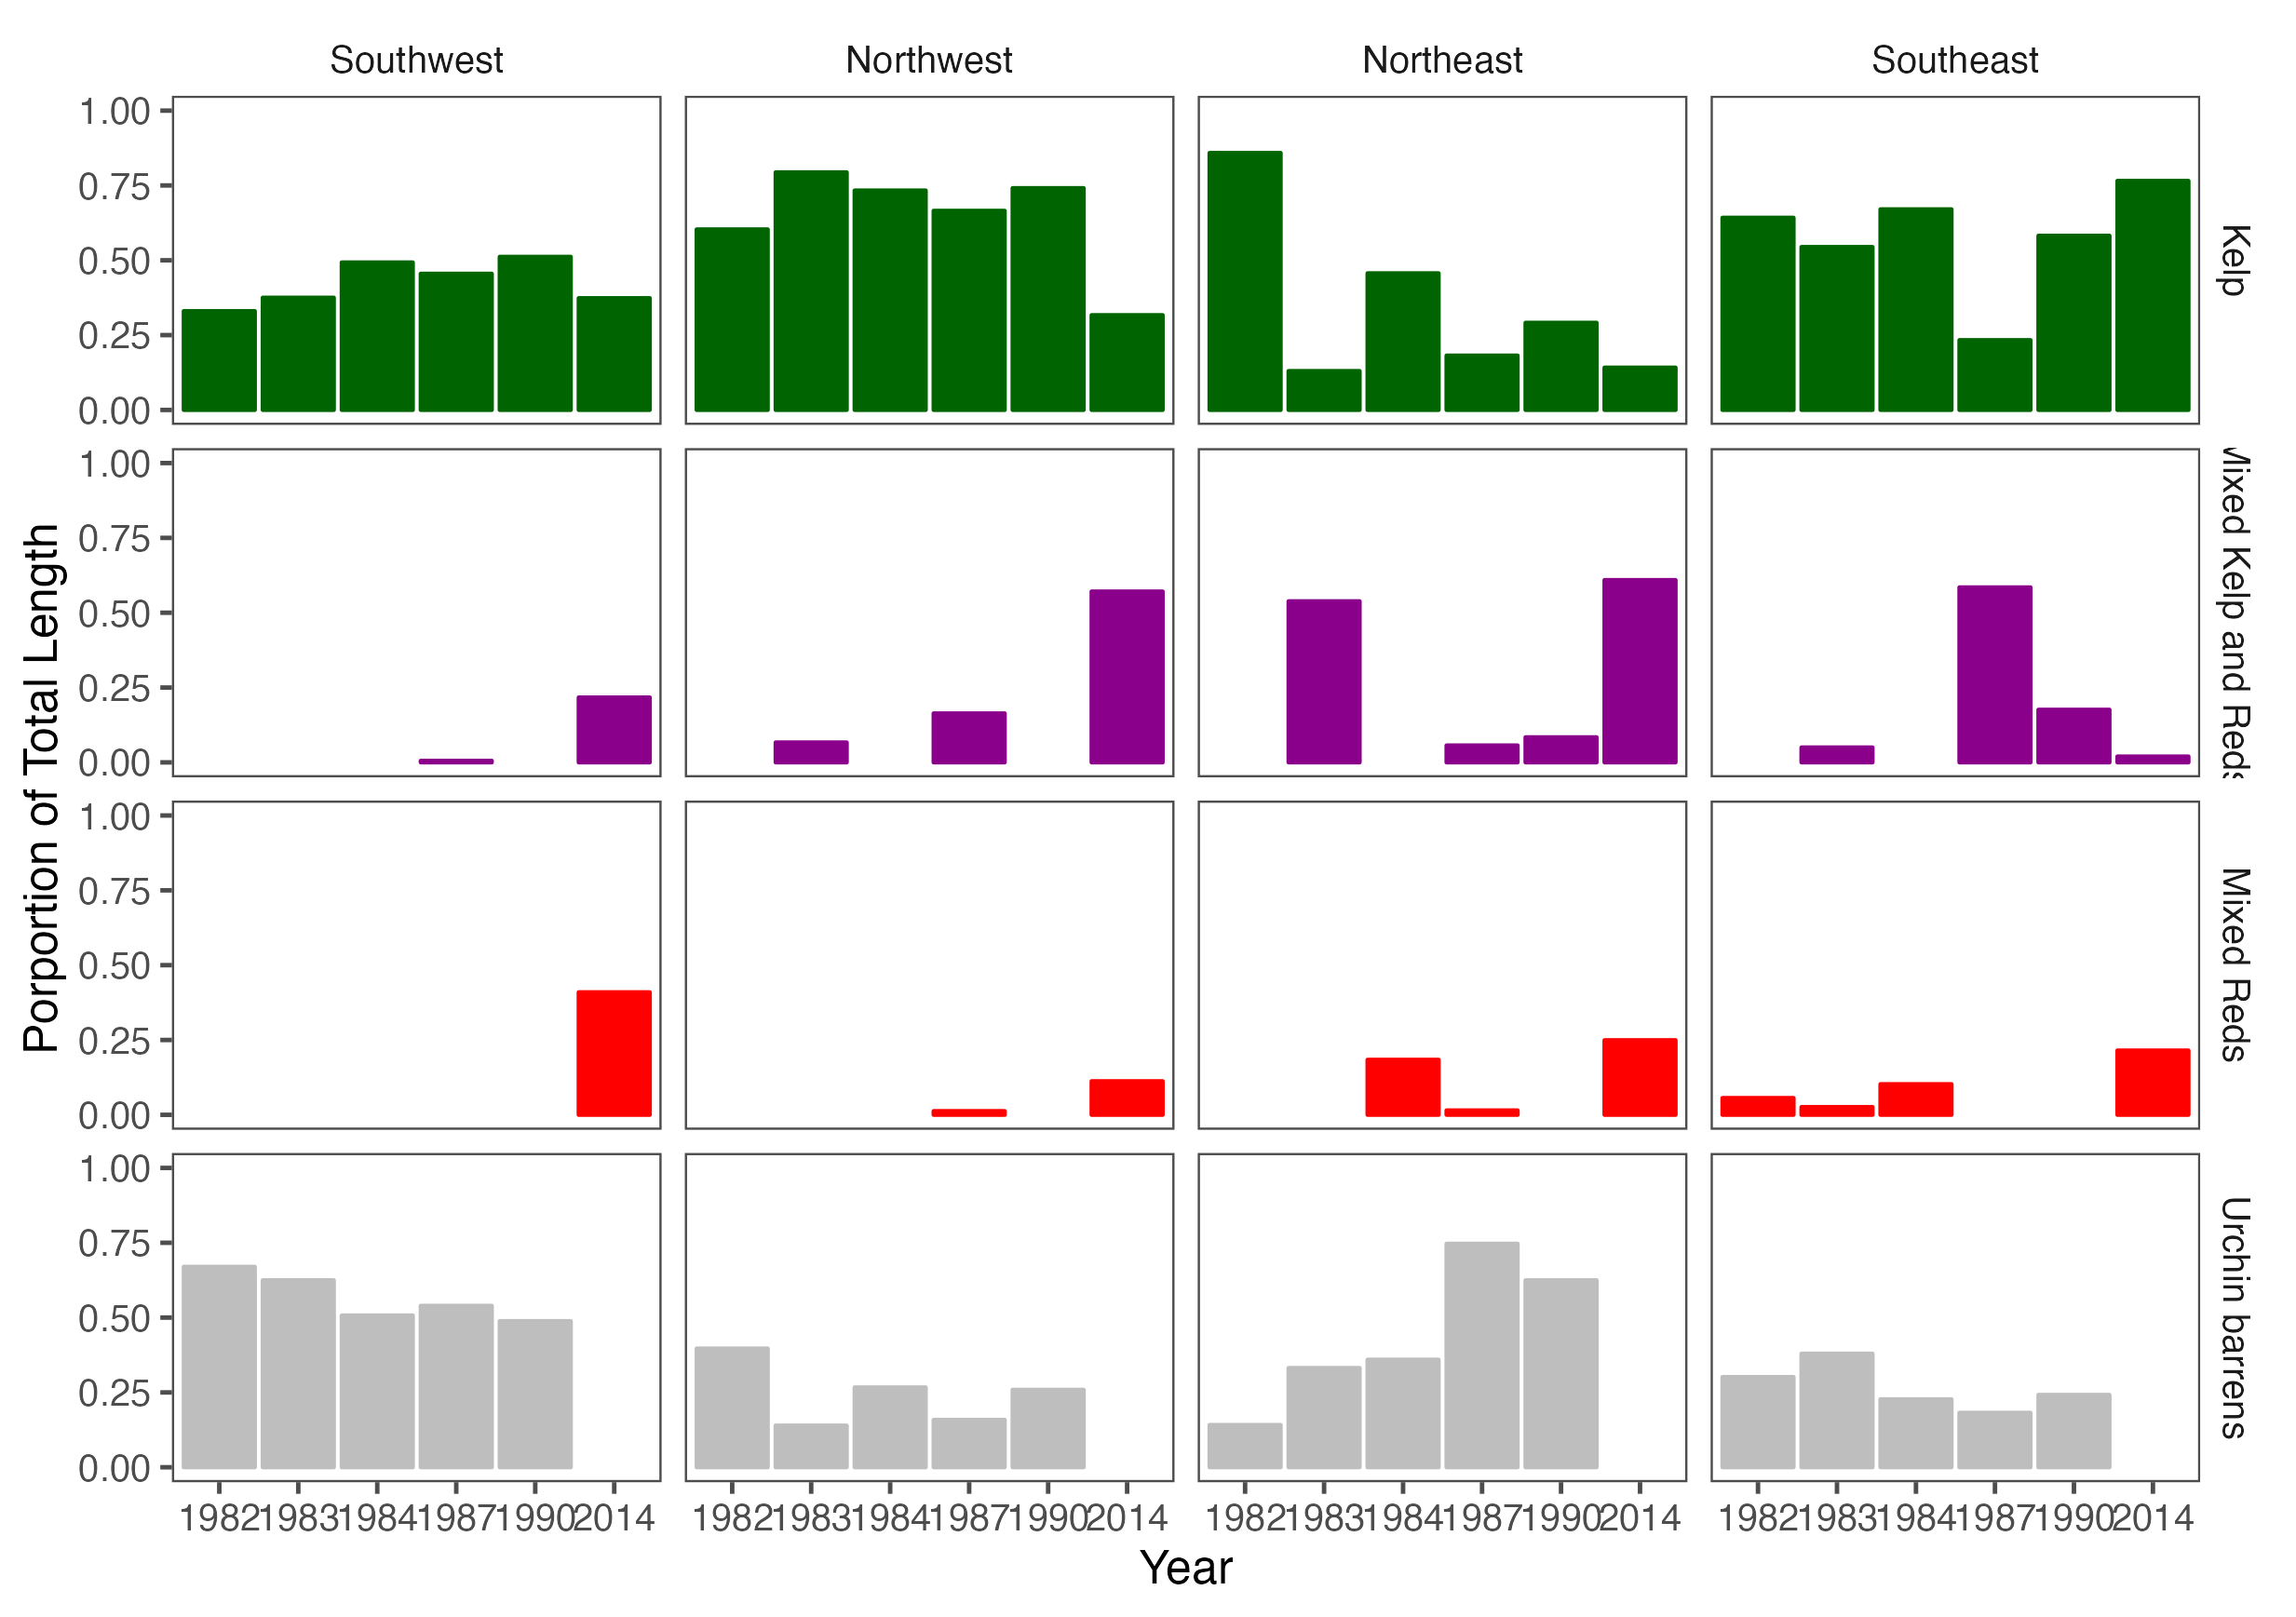 Southwest Northwest Northeast Southeast
1.00
0.75
0.50
0.25
0.00
Kelp
1.00
0.75
0.50
0.25
0.00
Mixed Kelp and Reds
1.00
0.75
0.50
0.25
0.00
Mixed Reds
1.00
0.75
0.50
0.25
0.00
Urchin barrens
Porportion of Total Length
1982 1983 1984 1987 1990 2014 1982 1983 1984 1987 1990 2014 1982 1983 1984 1987 1990 2014 1982 1983 1984 1987 1990 2014
Year